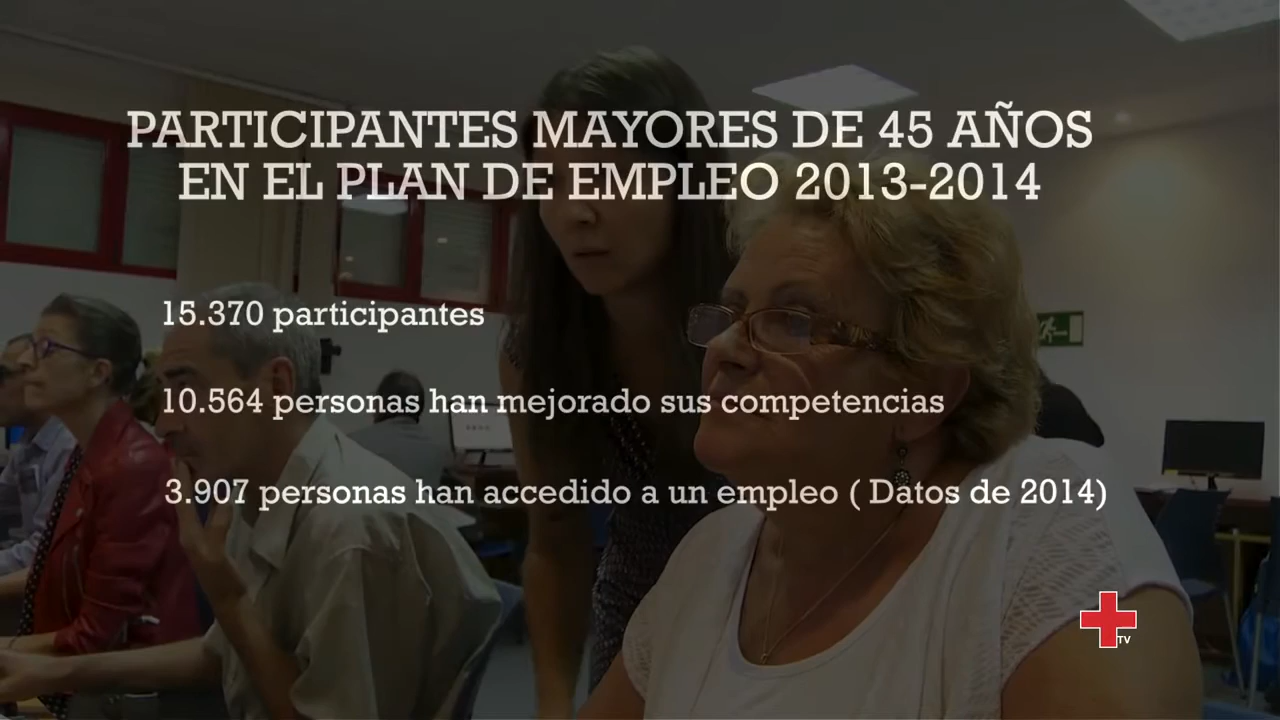 PARTICIPANTES MAYORES DE 45 AÑOS
EN EL PLAN DE EMPLEO 2013-2014
15.370 participantes
10.564 personas han mejorado sus competencias
3.907 personas han accedido a un empleo ( Datos de 2014)
TV